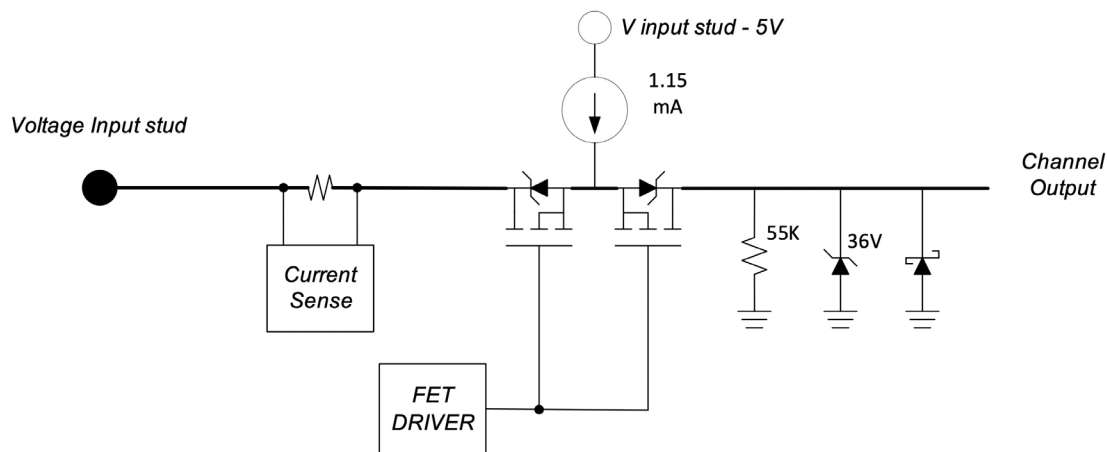 V input stud - 5V
1.15
mA
Voltage Input stud
Channel
Output
55K
36V
Current
Sense
FET
DRIVER